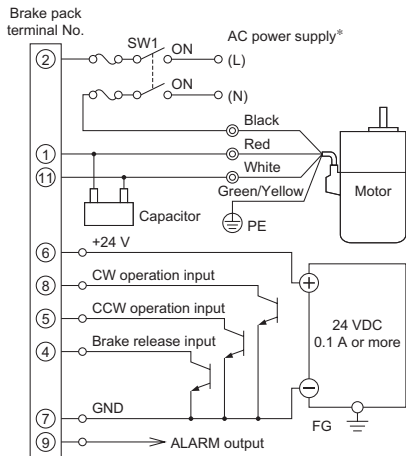 Brake pack
terminal No.
SW1
ON
AC power supply*
2
(L)
ON
(N)
Black
1
Red
11
White
Green/Yellow
Motor
Capacitor
PE
6
+24 V
8
CW operation input
+
5
CCW operation input
24 VDC
0.1 A or more
4
Brake release input
−
7
GND
FG
9
ALARM output